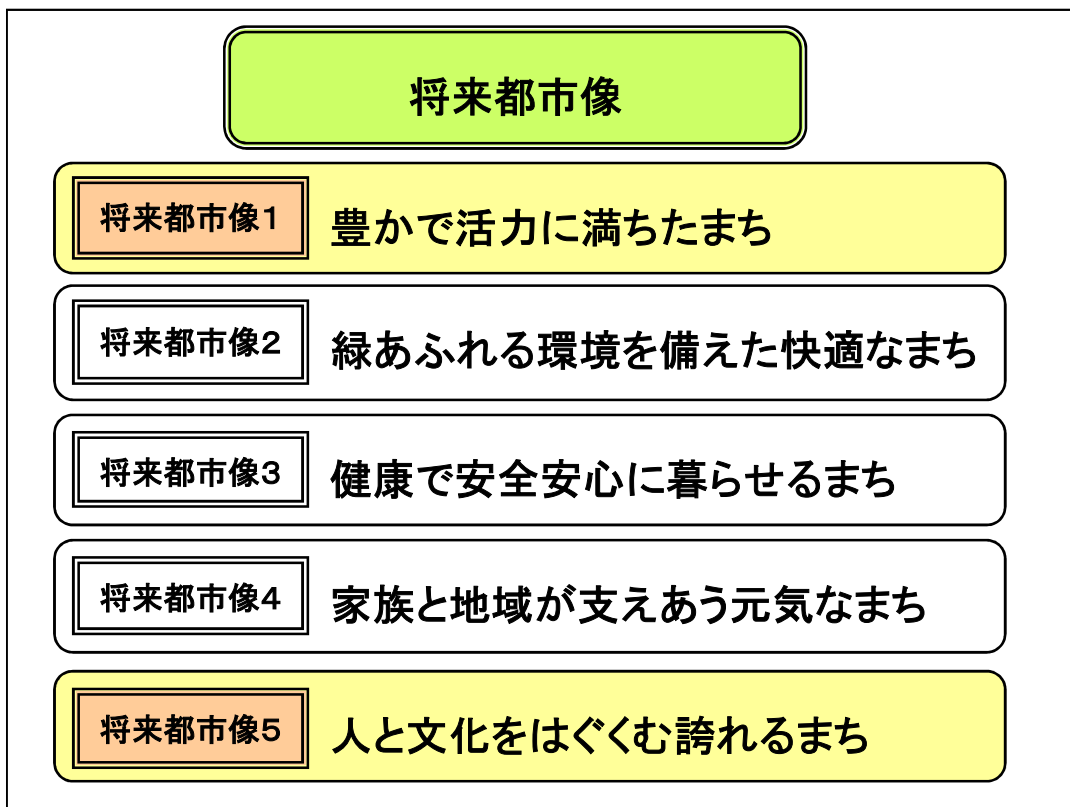 将来都市像
将来都市像1
豊かで活力に満ちたまち
将来都市像2
緑あふれる環境を備えた快適なまち
将来都市像3
健康で安全安心に暮らせるまち
将来都市像4
家族と地域が支えあう元気なまち
将来都市像5
人と文化をはぐくむ誇れるまち